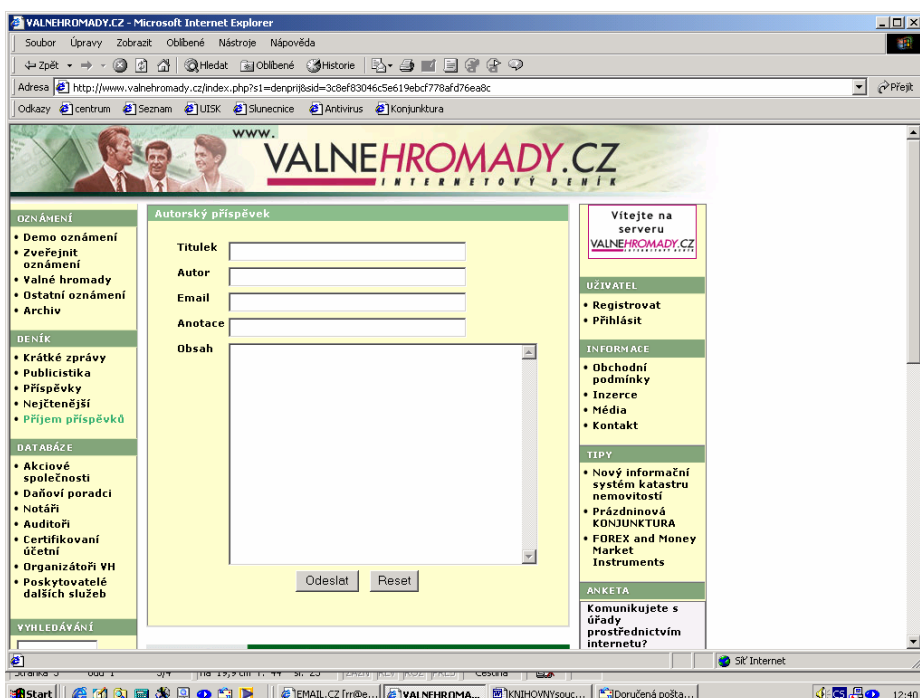 VALNEHROMADY.CZ - Microsoft Internet Explorer
Soubor Úpravy Zobrazit Oblíbené Nástroje Nápověda
Zpět Hledat Oblíbené Historie
Adresa http://www.valnehromady.cz/index.php?s1=denprij&sid=3c8ef83046c5e619ebcf778afd76ea8c Přejít
Odkazy centrum Seznam UISK Slunecnice Antivirus Konjunktura
www.
VALNEHROMADY.CZ
INTERNETOVÝ DENÍK
OZNÁMENÍ
• Demo oznámení
• Zveřejnit
oznámení
• Valné hromady
• Ostatní oznámení
• Archiv
DENÍK
• Krátké zprávy
• Publicistika
• Příspěvky
• Nejčtenější
• Příjem příspěvků
DATABÁZE
• Akciové
společnosti
• Daňoví poradci
• Notáři
• Auditoři
• Certifikovaní
účetní
• Organizátoři VH
• Poskytovatelé
dalších služeb
VYHLEDÁVÁNÍ
Autorský příspěvek
Titulek
Autor
Email
Anotace
Obsah
Odeslat Reset
Vítejte na
serveru
VALNEHROMADY.CZ
UŽIVATEL
• Registrovat
• Přihlásit
INFORMACE
• Obchodní
podmínky
• Inzerce
• Média
• Kontakt
TIPY
• Nový informační
systém katastru
nemovitostí
• Prázdninová
KONJUNKTURA
• FOREX and Money
Market
Instruments
ANKETA
Komunikujete s
úřady
prostřednictvím
internetu?
Síť Internet
Start EMAIL.CZ [rr@e... VALNEHROMA... KNIHOVNYsouc... Doručená pošta... 12:40